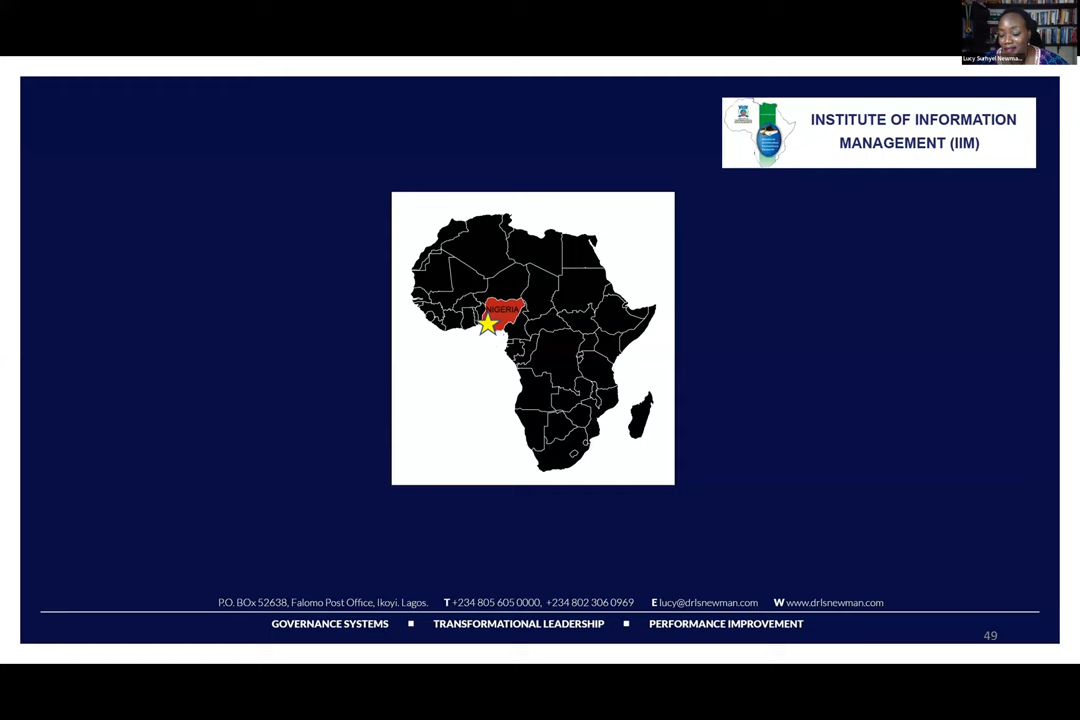 Lucy Surhyel Newma...
INSTITUTE OF INFORMATION
MANAGEMENT (IIM)
NIGERIA
P.O. BOx 52638, Falomo Post Office, Ikoyi. Lagos. T +234 805 605 0000, +234 802 306 0969 E lucy@drlsnewman.com W www.drlsnewman.com
GOVERNANCE SYSTEMS ■ TRANSFORMATIONAL LEADERSHIP ■ PERFORMANCE IMPROVEMENT
49